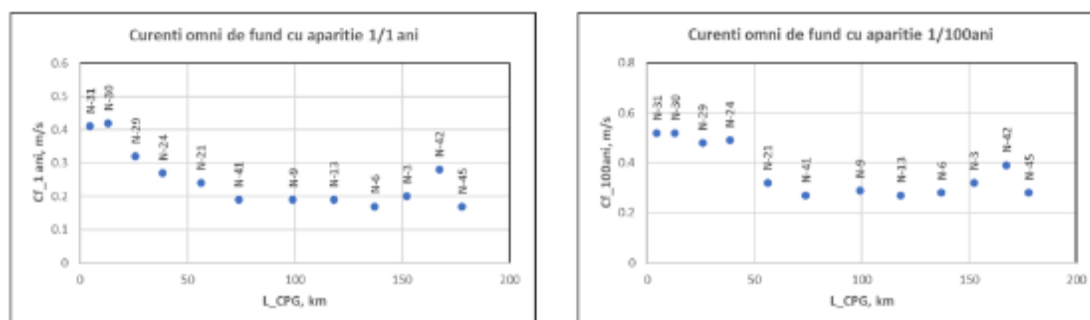 Curenti omni de fund cu aparitie 1/1 ani
0.6
0.5
0.4
0.3
0.2
0.1
0
Cf_1 ani, m/s
N-31
N-30
N-29
N-24
N-21
N-41
N-9
N-13
N-6
N-3
N-42
N-45
0 50 100 150 200
L_CPG, km
Curenti omni de fund cu aparitie 1/100ani
0.8
0.6
0.4
0.2
0
Cf_100ani, m/s
N-31
N-30
N-29
N-24
N-21
N-41
N-9
N-13
N-6
N-3
N-42
N-45
0 50 100 150 200
L_CPG, km